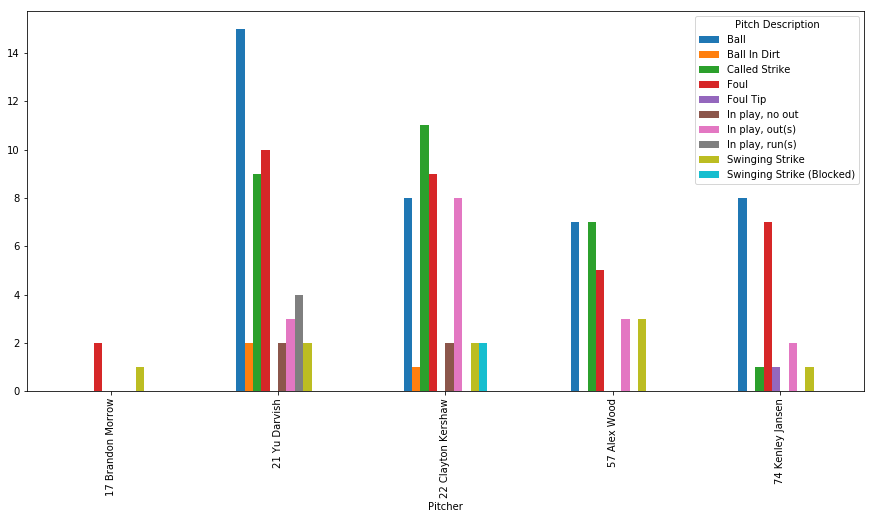 Pitch Description
Ball
Ball In Dirt
Called Strike
Foul
Foul Tip
In play, no out
In play, out(s)
In play, run(s)
Swinging Strike
Swinging Strike (Blocked)
14
12
10
8
6
4
2
0
17 Brandon Morrow
21 Yu Darvish
22 Clayton Kershaw
57 Alex Wood
74 Kenley Jansen
Pitcher